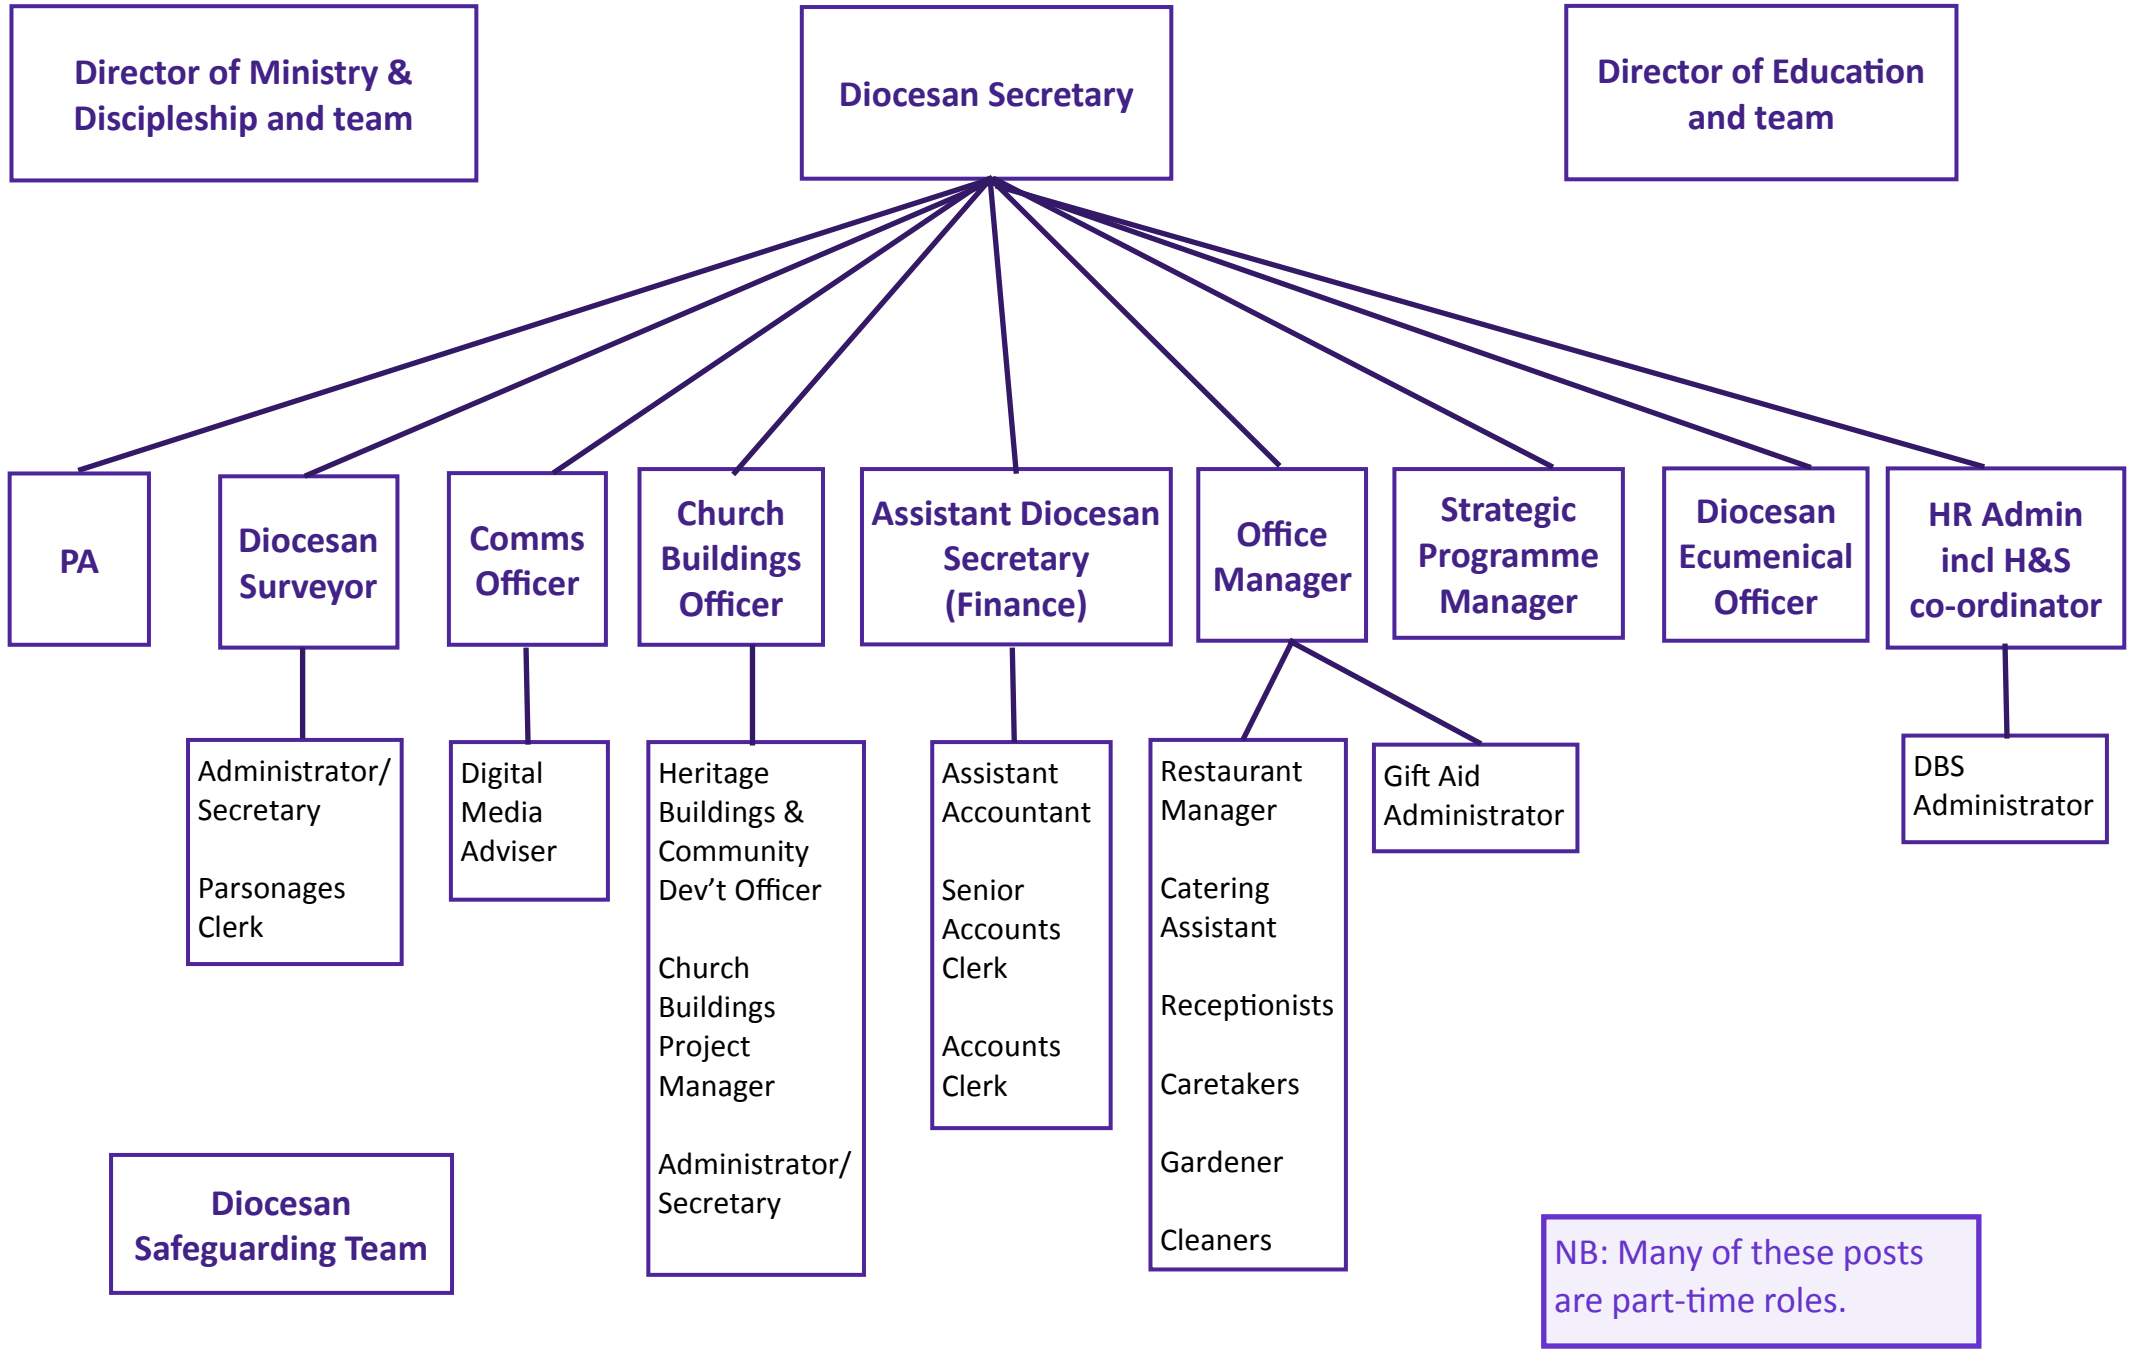 Director of Ministry &
Discipleship and team
Diocesan Secretary
Director of Education
and team
PA
Diocesan
Surveyor
Comms
Officer
Church
Buildings
Officer
Assistant Diocesan
Secretary
(Finance)
Office
Manager
Strategic
Programme
Manager
Diocesan
Ecumenical
Officer
HR Admin
incl H&S
co-ordinator
Administrator/
Secretary
Parsonages
Clerk
Digital
Media
Adviser
Heritage
Buildings &
Community
Dev’t Officer
Church
Buildings
Project
Manager
Administrator/
Secretary
Assistant
Accountant
Senior
Accounts
Clerk
Accounts
Clerk
Restaurant
Manager
Catering
Assistant
Receptionists
Caretakers
Gardener
Cleaners
Gift Aid
Administrator
DBS
Administrator
Diocesan
Safeguarding Team
NB: Many of these posts
are part-time roles.